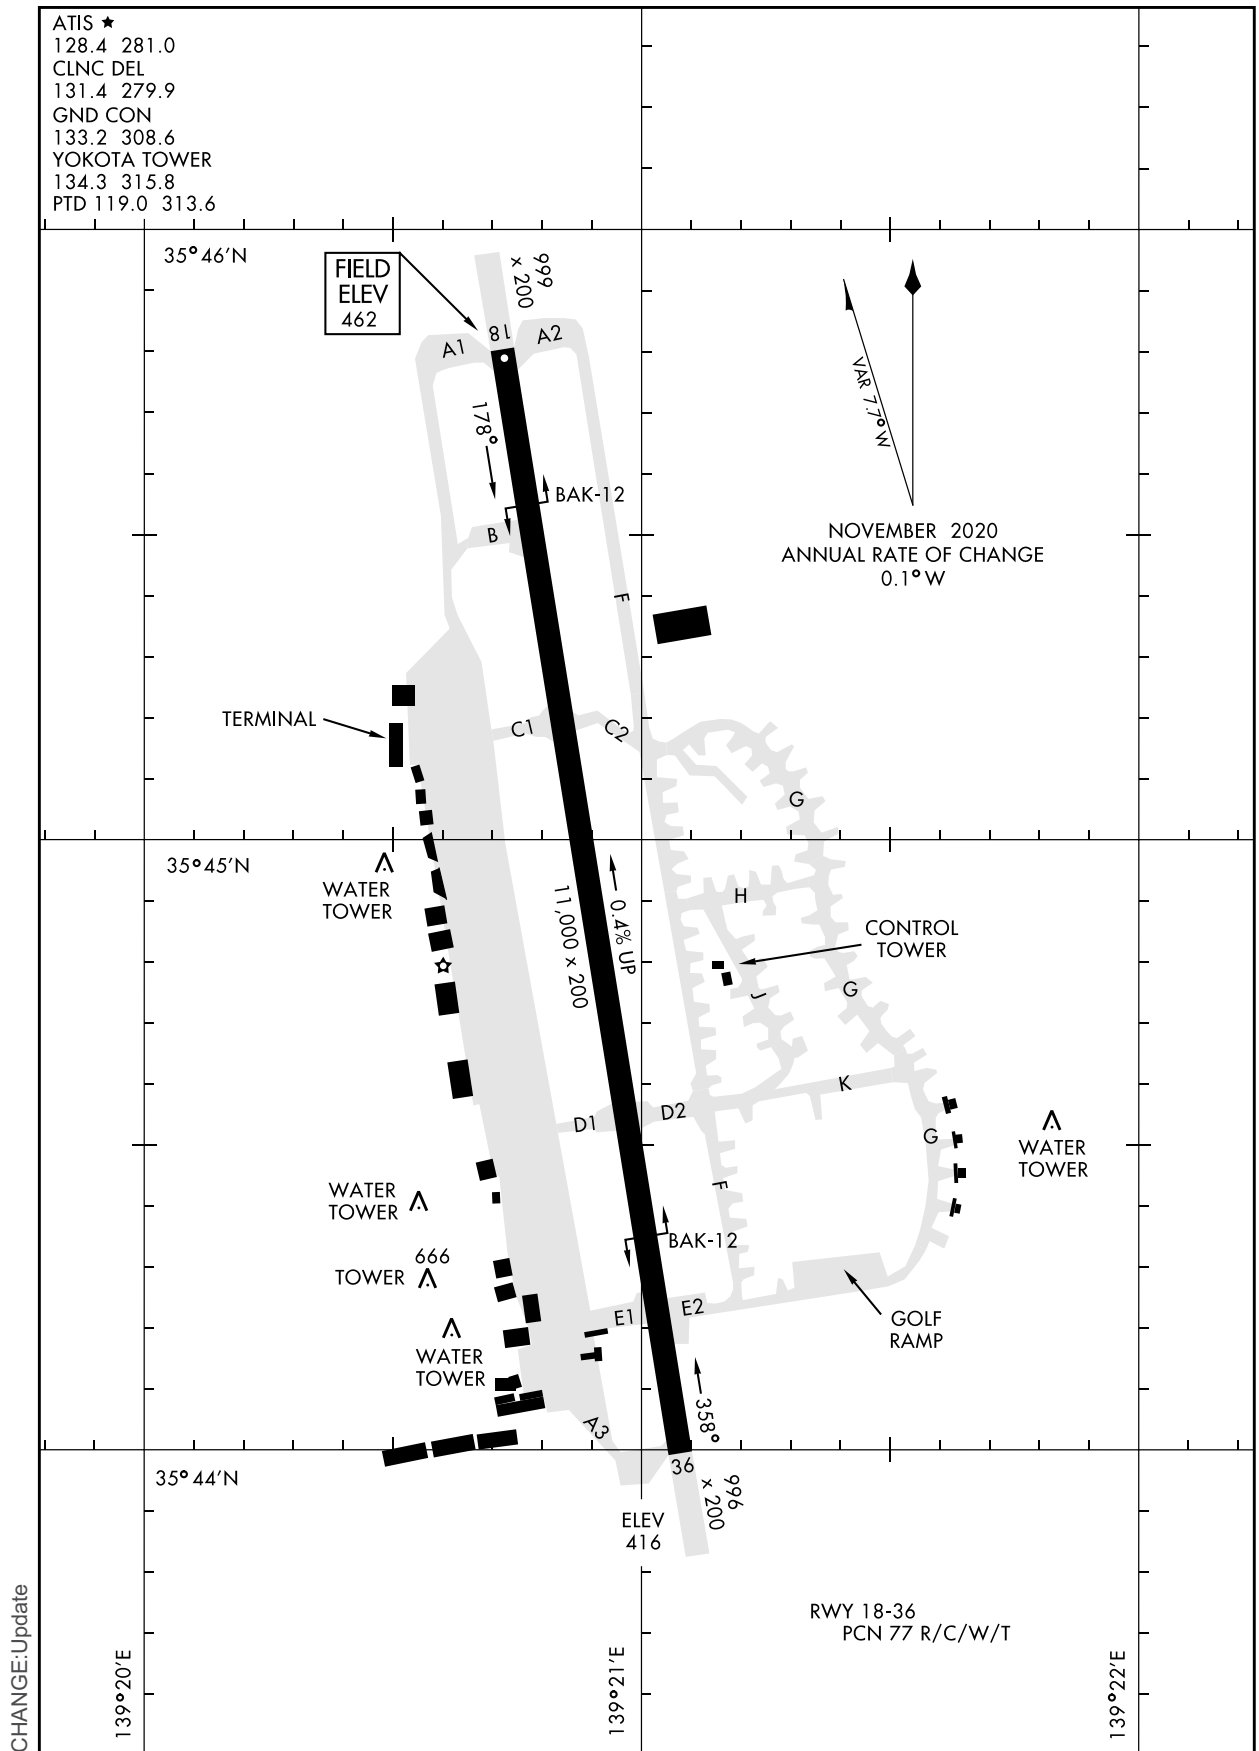 ATIS ★
128.4 281.0
CLNC DEL
131.4 279.9
GND CON
133.2 308.6
YOKOTA TOWER
134.3 315.8
PTD 119.0 313.6
35°46'N
FIELD
ELEV
462
999
x 200
18
A1
A2
178°
BAK-12
B
VAR 7.7° W
NOVEMBER 2020
ANNUAL RATE OF CHANGE
0.1° W
F
TERMINAL
C1
C2
G
35°45'N
WATER
TOWER
11,000 x 200
0.4% UP
H
CONTROL
TOWER
J
G
K
D1
D2
G
WATER
TOWER
WATER
TOWER
F
BAK-12
666
TOWER
E1
E2
GOLF
RAMP
WATER
TOWER
A3
358°
35°44'N
36
996
x 200
ELEV
416
RWY 18-36
PCN 77 R/C/W/T
139°20'E
139°21'E
139°22'E
CHANGE:Update